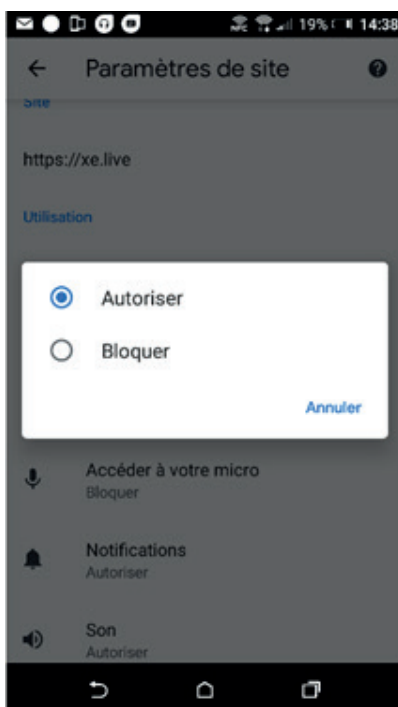 19% 14:38
Paramètres de site
Site
https://xe.live
Utilisation
Autoriser
Bloquer
Annuler
Accéder à votre micro
Bloquer
Notifications
Autoriser
Son
Autoriser